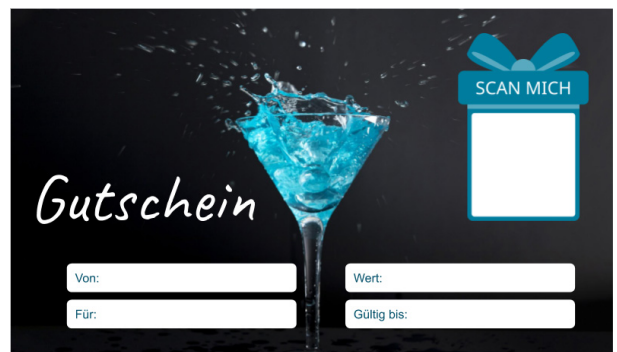 SCAN MICH
Gutschein
Von:
Wert:
Für:
Gültig bis: